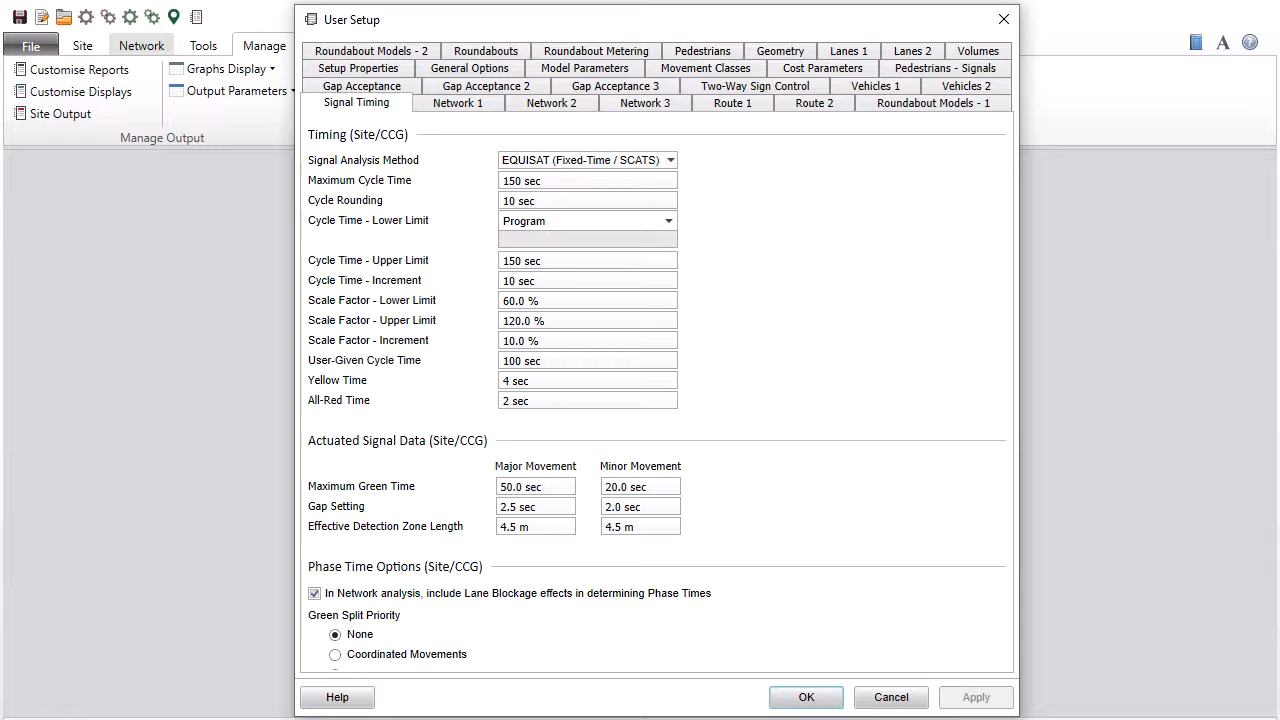 User Setup
File Site Network Tools Manage
Customise Reports
Customise Displays
Site Output
Graphs Display
Output Parameters
Manage Output
Roundabout Models - 2 Roundabouts Roundabout Metering Pedestrians Geometry Lanes 1 Lanes 2 Volumes
Setup Properties General Options Model Parameters Movement Classes Cost Parameters Pedestrians - Signals
Gap Acceptance Gap Acceptance 2 Gap Acceptance 3 Two-Way Sign Control Vehicles 1 Vehicles 2
Signal Timing Network 1 Network 2 Network 3 Route 1 Route 2 Roundabout Models - 1
Timing (Site/CCG)
Signal Analysis Method EQUISAT (Fixed-Time / SCATS)
Maximum Cycle Time 150 sec
Cycle Rounding 10 sec
Cycle Time - Lower Limit Program
Cycle Time - Upper Limit 150 sec
Cycle Time - Increment 10 sec
Scale Factor - Lower Limit 60.0 %
Scale Factor - Upper Limit 120.0 %
Scale Factor - Increment 10.0 %
User-Given Cycle Time 100 sec
Yellow Time 4 sec
All-Red Time 2 sec
Actuated Signal Data (Site/CCG)
Major Movement Minor Movement
Maximum Green Time 50.0 sec 20.0 sec
Gap Setting 2.5 sec 2.0 sec
Effective Detection Zone Length 4.5 m 4.5 m
Phase Time Options (Site/CCG)
In Network analysis, include Lane Blockage effects in determining Phase Times
Green Split Priority
None
Coordinated Movements
Help OK Cancel Apply